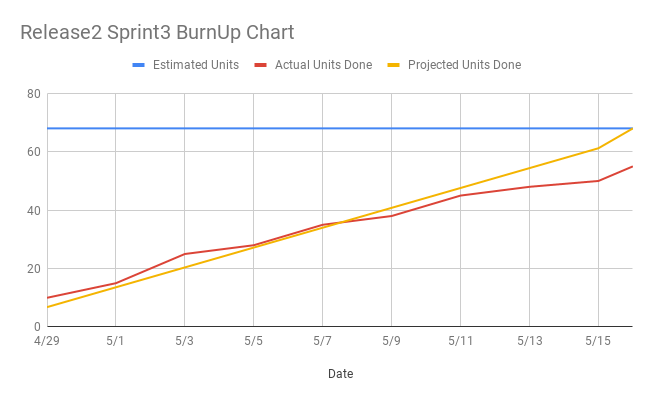 Release2 Sprint3 BurnUp Chart
Estimated Units Actual Units Done Projected Units Done
80
60
40
20
0
4/29 5/1 5/3 5/5 5/7 5/9 5/11 5/13 5/15
Date